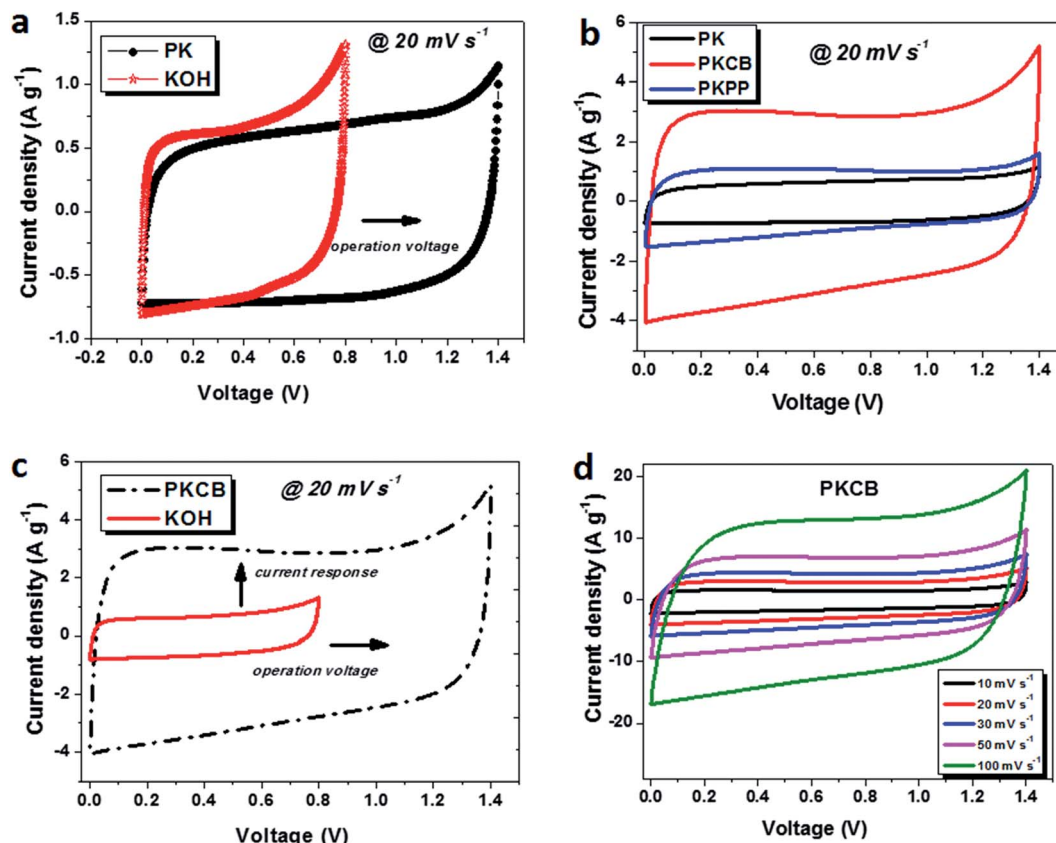 a
PK
KOH
@ 20 mV s⁻¹
operation voltage
Current density (A g⁻¹)
1.5
1.0
0.5
0.0
-0.5
-1.0
-0.2 0.0 0.2 0.4 0.6 0.8 1.0 1.2 1.4
Voltage (V)
b
PK
PKCB
PKPP
@ 20 mV s⁻¹
Current density (A g⁻¹)
6
4
2
0
-2
-4
0.0 0.2 0.4 0.6 0.8 1.0 1.2 1.4
Voltage (V)
c
PKCB
KOH
@ 20 mV s⁻¹
current response
operation voltage
Current density (A g⁻¹)
6
4
2
0
-2
-4
0.0 0.2 0.4 0.6 0.8 1.0 1.2 1.4
Voltage (V)
d
PKCB
Current density (A g⁻¹)
20
10
0
-10
-20
10 mV s⁻¹
20 mV s⁻¹
30 mV s⁻¹
50 mV s⁻¹
100 mV s⁻¹
0.0 0.2 0.4 0.6 0.8 1.0 1.2 1.4
Voltage (V)